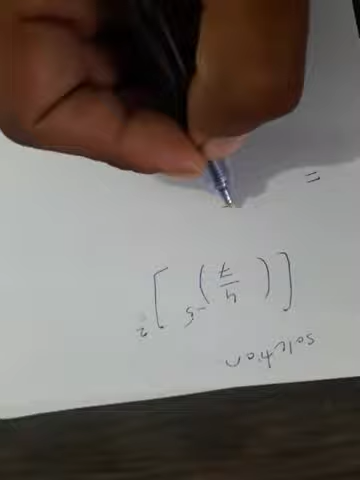 solution
[(4/7)^-5]^2
=